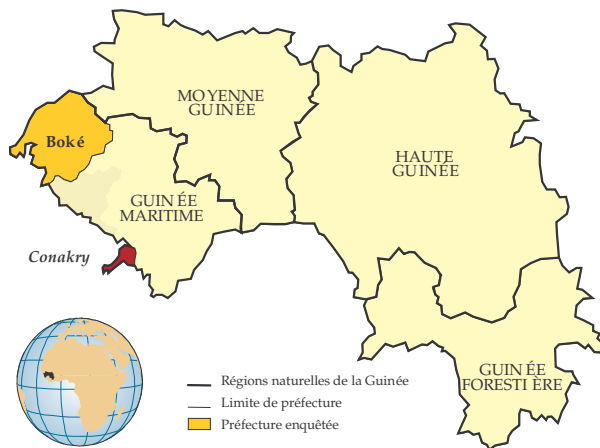 MOYENNE
GUINÉE
Boké
HAUTE
GUINÉE
GUINÉE
MARITIME
Conakry
GUINÉE
FORESTIÈRE
Régions naturelles de la Guinée
Limite de préfecture
Préfecture enquêtée